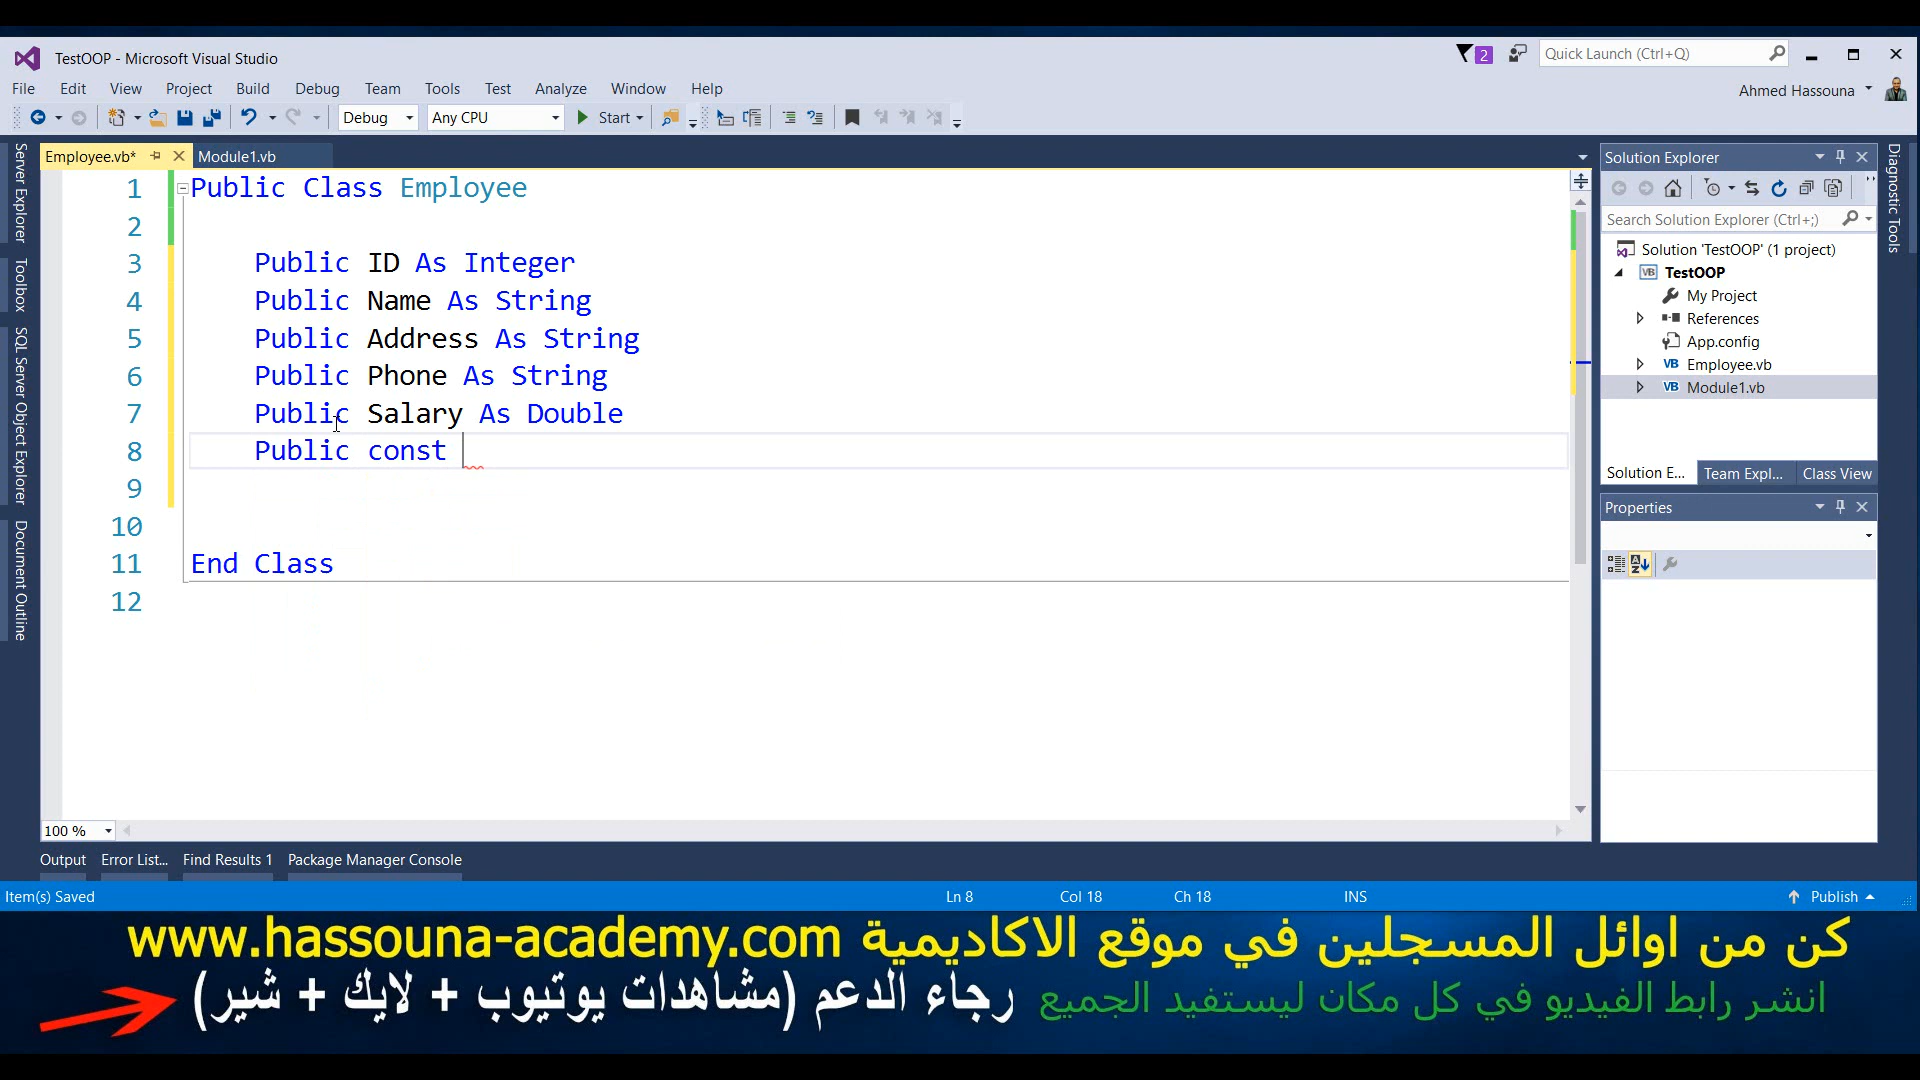 TestOOP - Microsoft Visual Studio
2
Quick Launch (Ctrl+Q)
File Edit View Project Build Debug Team Tools Test Analyze Window Help
Ahmed Hassouna
Debug Any CPU Start
Employee.vb* Module1.vb
1 Public Class Employee
2
3 Public ID As Integer
4 Public Name As String
5 Public Address As String
6 Public Phone As String
7 Public Salary As Double
8 Public const
9
10
11 End Class
12
100 %
Server Explorer
Toolbox
SQL Server Object Explorer
Document Outline
Solution Explorer
Search Solution Explorer (Ctrl+;)
Solution 'TestOOP' (1 project)
VB TestOOP
My Project
References
App.config
VB Employee.vb
VB Module1.vb
Solution E... Team Expl... Class View
Properties
Diagnostic Tools
Output Error List... Find Results 1 Package Manager Console
Item(s) Saved Ln 8 Col 18 Ch 18 INS Publish
كن من اوائل المسجلين في موقع الاكاديمية www.hassouna-academy.com
انشر رابط الفيديو في كل مكان ليستفيد الجميع رجاء الدعم (مشاهدات يوتيوب + لايك + شير)